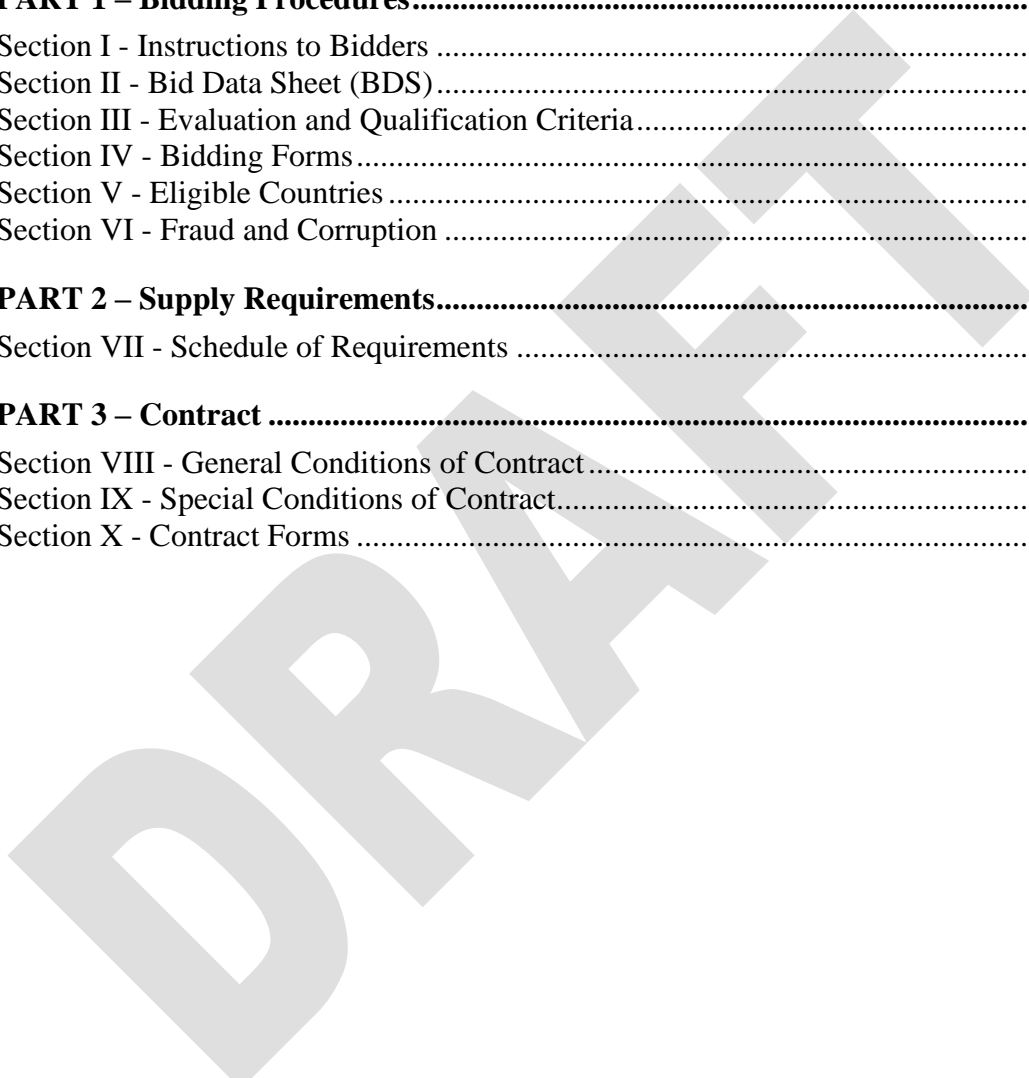 PART 1 – Bidding Procedures................................................................................
Section I - Instructions to Bidders ..........................................................................
Section II - Bid Data Sheet (BDS)..........................................................................
Section III - Evaluation and Qualification Criteria.................................................
Section IV - Bidding Forms....................................................................................
Section V - Eligible Countries ................................................................................
Section VI - Fraud and Corruption .........................................................................
PART 2 – Supply Requirements..........................................................................
Section VII - Schedule of Requirements ................................................................
PART 3 – Contract ...............................................................................................
Section VIII - General Conditions of Contract.......................................................
Section IX - Special Conditions of Contract...........................................................
Section X - Contract Forms ....................................................................................
DRAFT